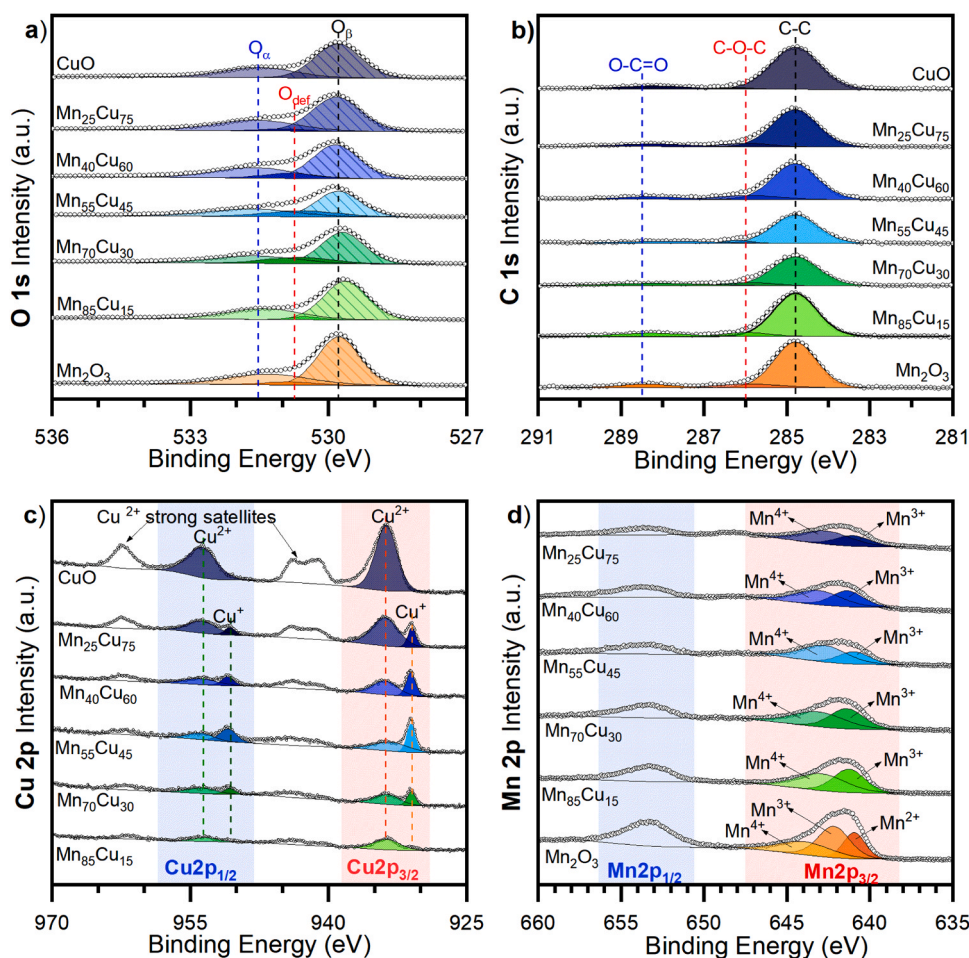 a)
O 1s Intensity (a.u.)
Oα
Odef
Oβ
CuO
Mn25Cu75
Mn40Cu60
Mn55Cu45
Mn70Cu30
Mn85Cu15
Mn2O3
536 533 530 527
Binding Energy (eV)
b)
C 1s Intensity (a.u.)
O-C=O
C-O-C
C-C
CuO
Mn25Cu75
Mn40Cu60
Mn55Cu45
Mn70Cu30
Mn85Cu15
Mn2O3
291 289 287 285 283 281
Binding Energy (eV)
c)
Cu 2p Intensity (a.u.)
Cu 2+ strong satellites
Cu2+
Cu2+
CuO
Cu+
Cu+
Mn25Cu75
Mn40Cu60
Mn55Cu45
Mn70Cu30
Mn85Cu15
Cu2p1/2
Cu2p3/2
970 955 940 925
Binding Energy (eV)
d)
Mn 2p Intensity (a.u.)
Mn4+ Mn3+
Mn25Cu75
Mn4+ Mn3+
Mn40Cu60
Mn4+ Mn3+
Mn55Cu45
Mn4+ Mn3+
Mn70Cu30
Mn4+ Mn3+
Mn85Cu15
Mn3+
Mn4+ Mn2+
Mn2O3
Mn2p1/2
Mn2p3/2
660 655 650 645 640 635
Binding Energy (eV)